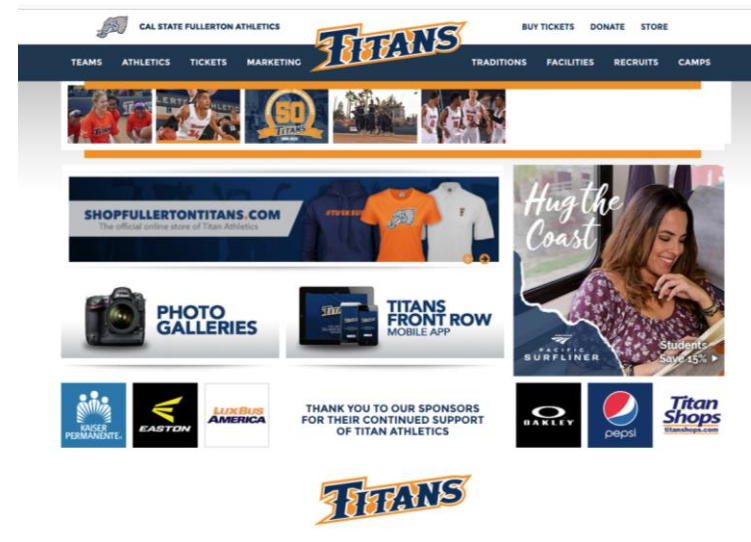 CAL STATE FULLERTON ATHLETICS
BUY TICKETS DONATE STORE
TITANS
TEAMS ATHLETICS TICKETS MARKETING
TRADITIONS FACILITIES RECRUITS CAMPS
50
TITANS
SHOPFULLERTONTITANS.COM
The official online store of Titan Athletics
Hug the
Coast
PACIFIC
SURFLINER
Students
Save 15%
PHOTO
GALLERIES
TITANS
FRONT ROW
MOBILE APP
KAISER
PERMANENTE
EASTON
LUXBUS
AMERICA
THANK YOU TO OUR SPONSORS
FOR THEIR CONTINUED SUPPORT
OF TITAN ATHLETICS
OAKLEY
pepsi
Titan
Shops
titanshops.com
TITANS